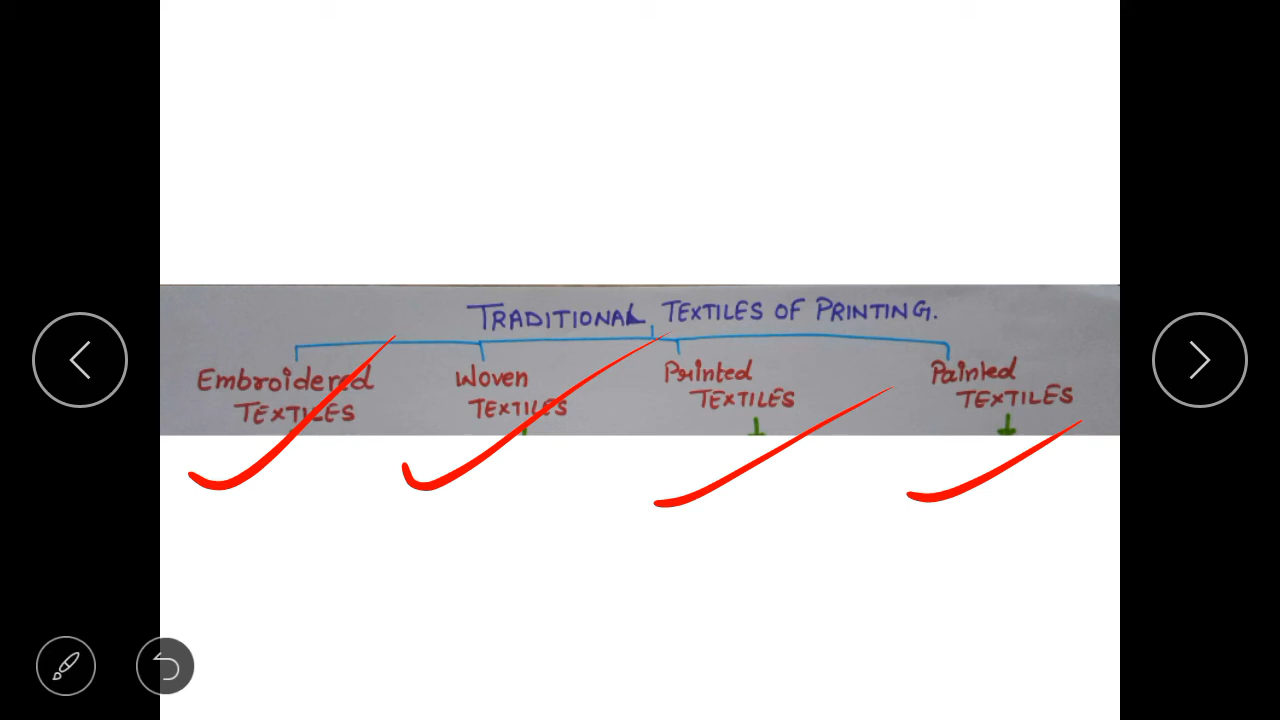 TRADITIONAL TEXTILES OF PRINTING.
Embroidered
TEXTILES
Woven
TEXTILES
Printed
TEXTILES
Painted
TEXTILES